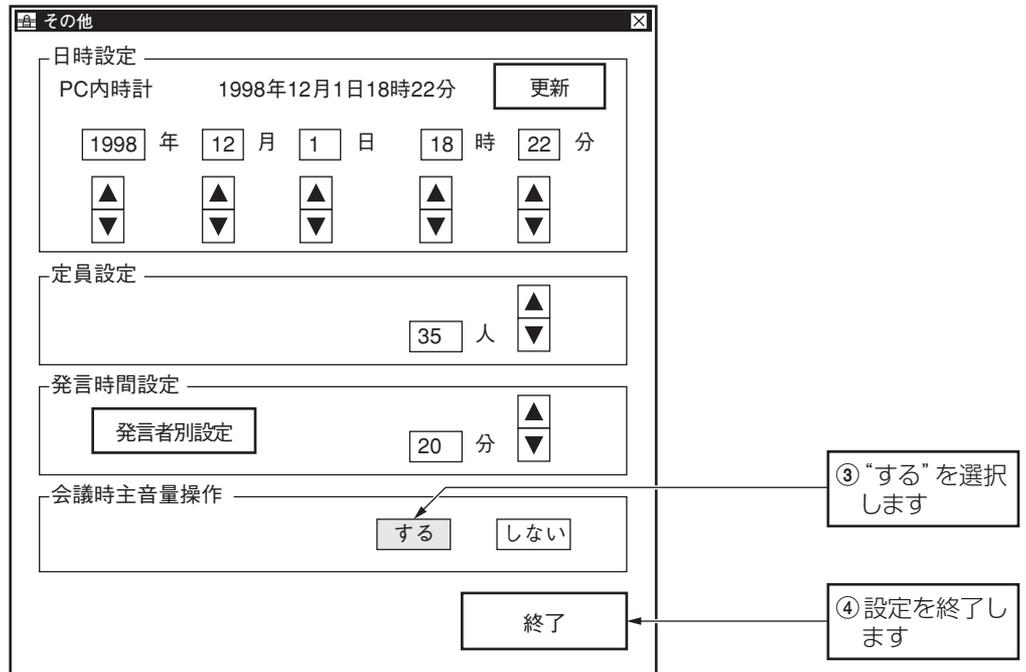 その他
日時設定
PC内時計 1998年12月1日18時22分 更新
1998 年 12 月 1 日 18 時 22 分
▲ ▲ ▲ ▲ ▲
▼ ▼ ▼ ▼ ▼
定員設定
▲
35 人 ▼
発言時間設定
▲
発言者別設定 20 分 ▼
会議時主音量操作
する しない
終了
③“する”を選択
します
④設定を終了し
ます